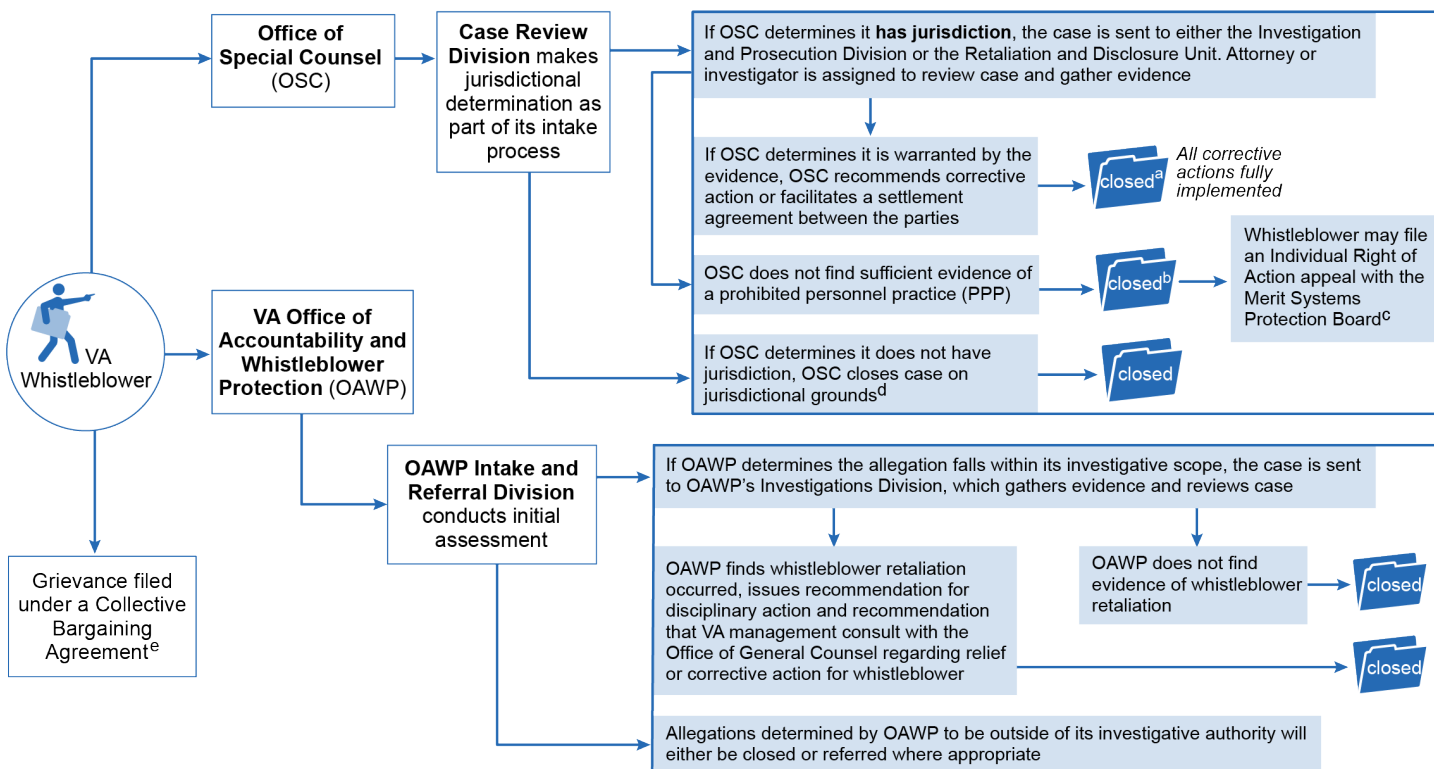 VA
Whistleblower
Office of
Special Counsel
(OSC)
Case Review
Division makes
jurisdictional
determination as
part of its intake
process
If OSC determines it has jurisdiction, the case is sent to either the Investigation
and Prosecution Division or the Retaliation and Disclosure Unit. Attorney or
investigator is assigned to review case and gather evidence
If OSC determines it is warranted by the
evidence, OSC recommends corrective
action or facilitates a settlement
agreement between the parties
closedᵃ
All corrective
actions fully
implemented
OSC does not find sufficient evidence of
a prohibited personnel practice (PPP)
closedᵇ
Whistleblower may file
an Individual Right of
Action appeal with the
Merit Systems
Protection Boardᶜ
If OSC determines it does not have
jurisdiction, OSC closes case on
jurisdictional groundsᵈ
closed
VA Office of
Accountability and
Whistleblower
Protection (OAWP)
OAWP Intake and
Referral Division
conducts initial
assessment
If OAWP determines the allegation falls within its investigative scope, the case is sent
to OAWP’s Investigations Division, which gathers evidence and reviews case
OAWP finds whistleblower retaliation
occurred, issues recommendation for
disciplinary action and recommendation
that VA management consult with the
Office of General Counsel regarding relief
or corrective action for whistleblower
closed
OAWP does not find
evidence of whistleblower
retaliation
closed
Allegations determined by OAWP to be outside of its investigative authority will
either be closed or referred where appropriate
Grievance filed
under a Collective
Bargaining
Agreementᵉ